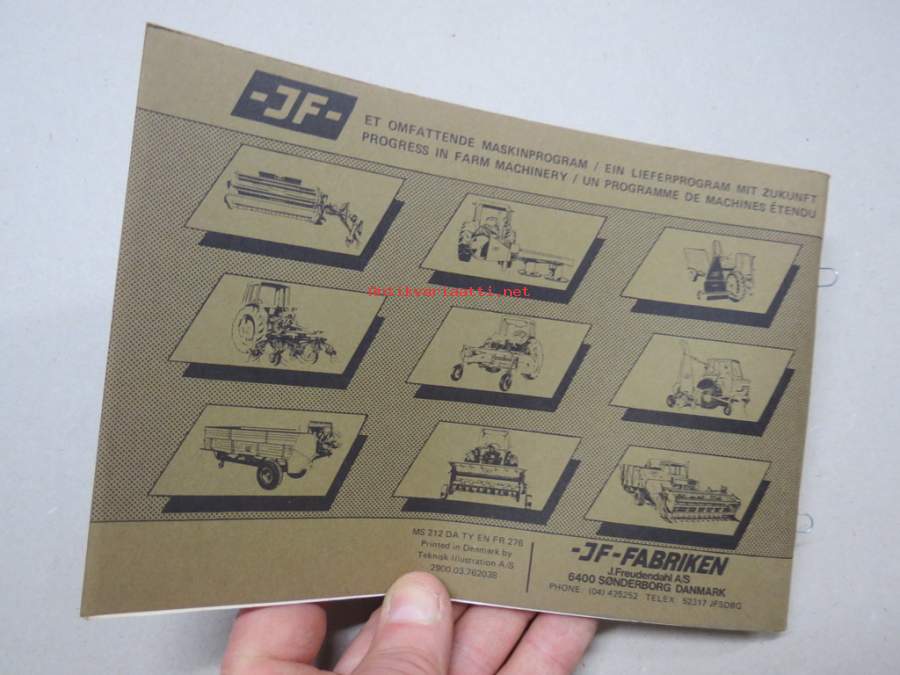 -JF-
ET OMFATTENDE MASKINPROGRAM / EIN LIEFERPROGRAM MIT ZUKUNFT
PROGRESS IN FARM MACHINERY / UN PROGRAMME DE MACHINES ÉTENDU
Antikvariaatti.net
MS 212 DA TY EN FR 276
Printed in Denmark by
Teknisk-Illustration A/S
2900.03.762038
-JF-FABRIKEN
J.Freudendahl A/S
6400 SØNDERBORG DANMARK
PHONE: (04) 425252 TELEX: 52317 JFSDBG